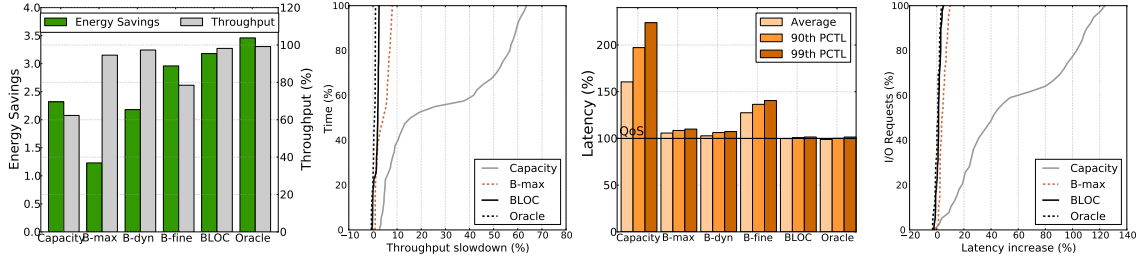 Energy Savings Throughput
4.0
3.5
3.0
2.5
2.0
1.5
1.0
0.5
0.0
Energy Savings
120
100
80
60
40
20
0
Throughput (%)
Capacity B-max B-dyn B-fine BLOC Oracle
100
80
60
40
20
0
Time (%)
Capacity
B-max
BLOC
Oracle
−10 0 10 20 30 40 50 60 70 80
Throughput slowdown (%)
200
150
100
50
0
Latency (%)
Average
90th PCTL
99th PCTL
QoS
Capacity B-max B-dyn B-fine BLOC Oracle
100
80
60
40
20
0
I/O Requests (%)
Capacity
B-max
BLOC
Oracle
−20 0 20 40 60 80 100 120 140
Latency increase (%)